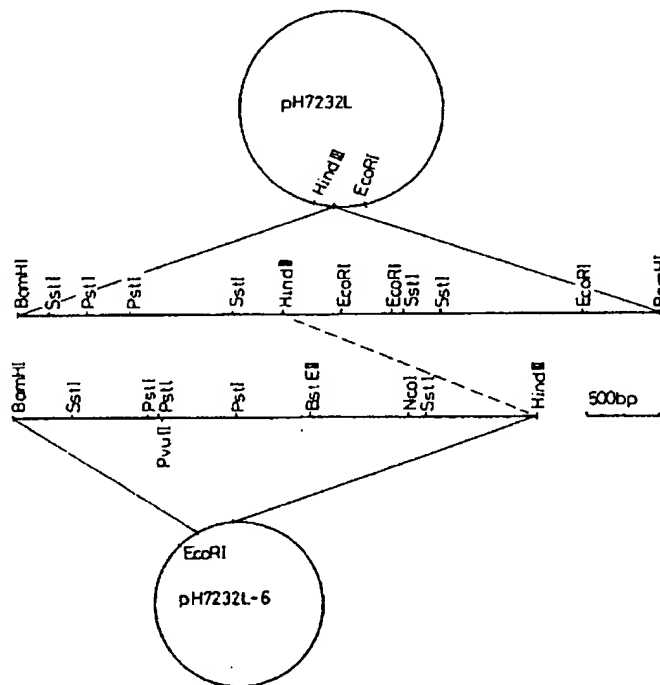 pH7232L
HindⅢ EcoRI
BamHI SstI PstI PstI SstI HindⅢ EcoRI EcoRI SstI SstI EcoRI BamHI
BamHI SstI PstI PstI PstI BstEⅡ NcoI SstI HindⅢ 500bp
PvuII
EcoRI
pH7232L-6